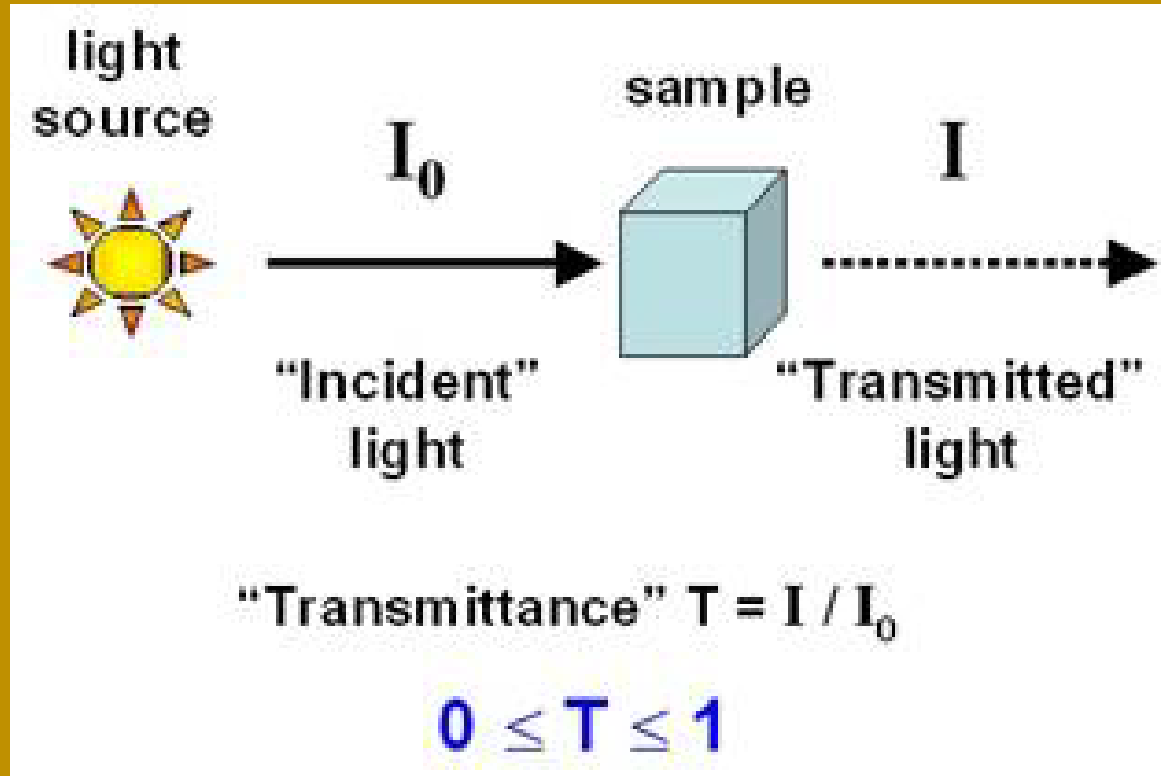 light
source
I₀
sample
I
“Incident”
light
“Transmitted”
light
“Transmittance” T = I / I₀
0 ≤ T ≤ 1